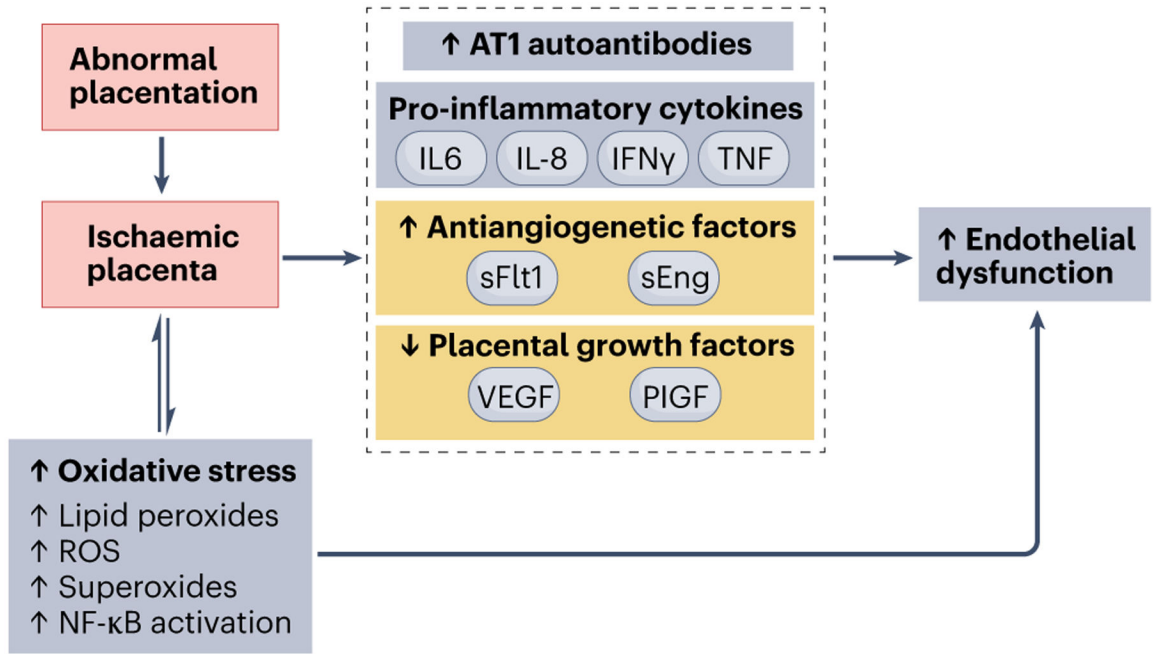 Abnormal
placentation
Ischaemic
placenta
↑ Oxidative stress
↑ Lipid peroxides
↑ ROS
↑ Superoxides
↑ NF-κB activation
↑ AT1 autoantibodies
Pro-inflammatory cytokines
IL6 IL-8 IFNγ TNF
↑ Antiangiogenetic factors
sFlt1 sEng
↓ Placental growth factors
VEGF PlGF
↑ Endothelial
dysfunction